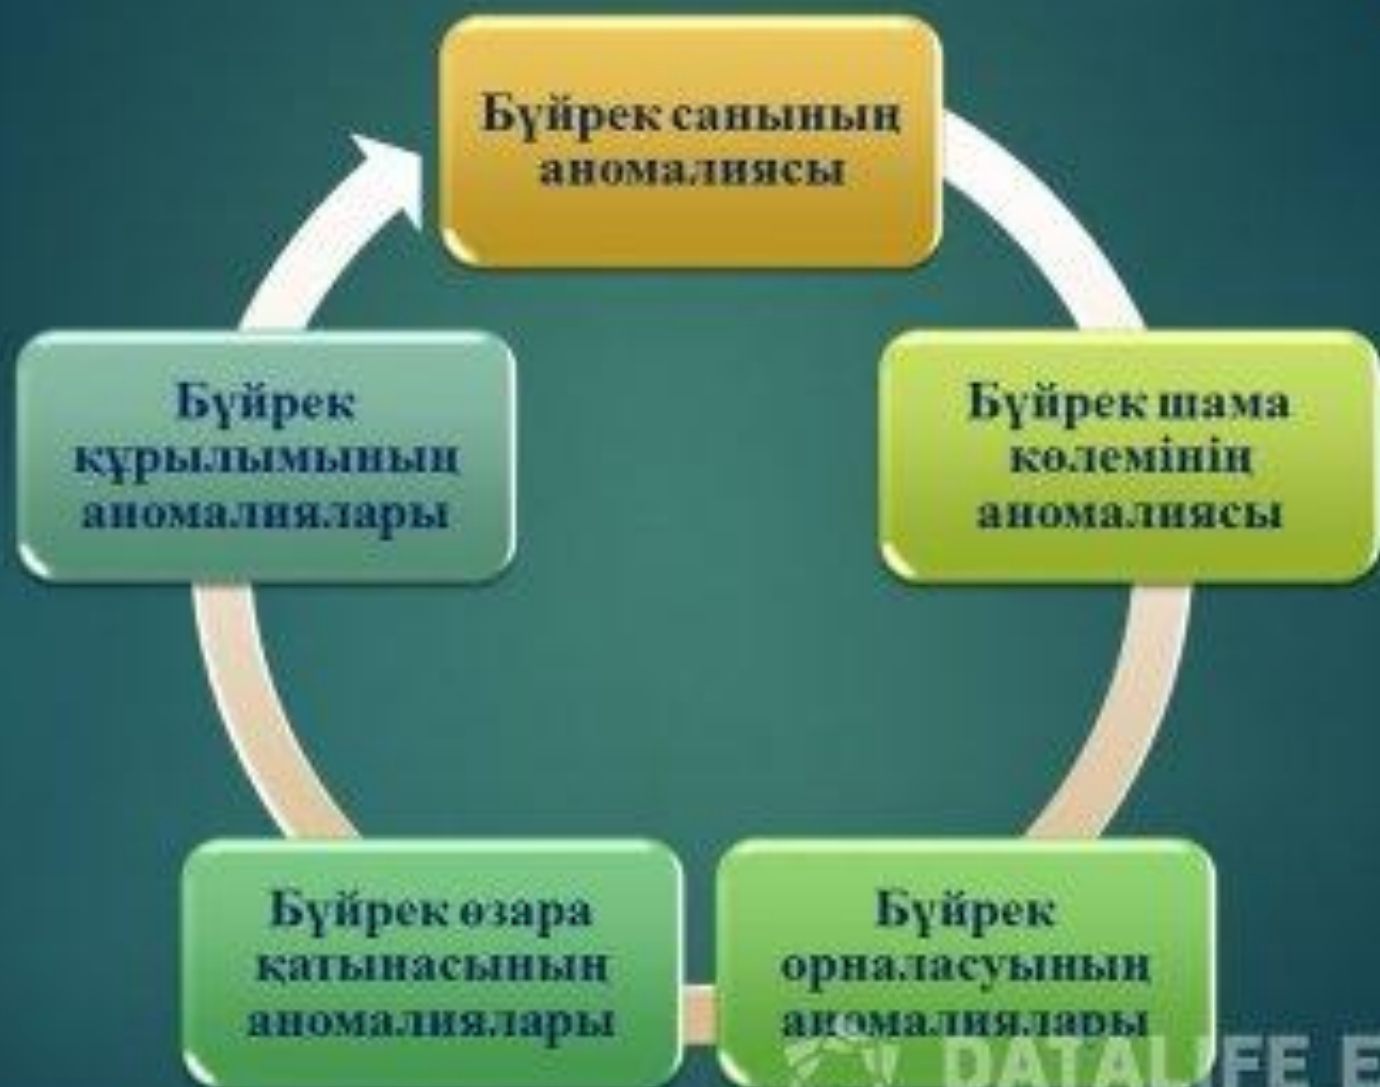 Бүйрек санының
аномалиясы
Бүйрек шама
көлемінің
аномалиясы
Бүйрек
орналасуының
аномалиялары
Бүйрек өзара
қатынасының
аномалиялары
Бүйрек
құрылымының
аномалиялары
DATALIFE E